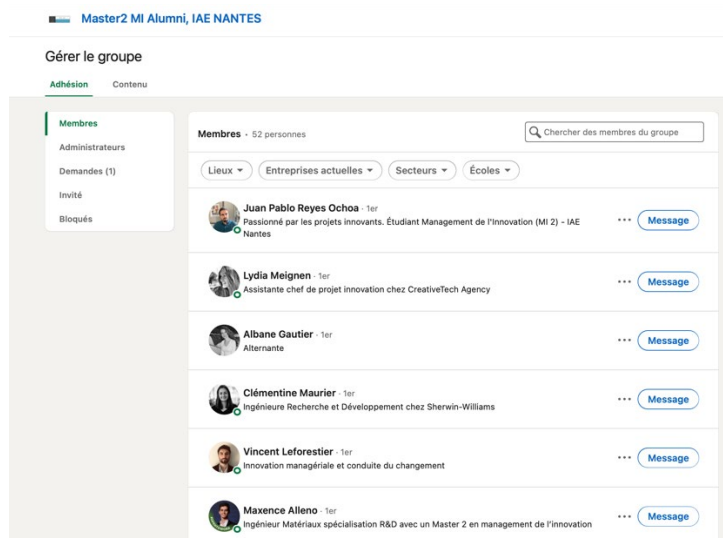 Master2 MI Alumni, IAE NANTES
Gérer le groupe
Adhésion Contenu
Membres
Administrateurs
Demandes (1)
Invité
Bloqués
Membres · 52 personnes
Chercher des membres du groupe
Lieux Entreprises actuelles Secteurs Écoles
Juan Pablo Reyes Ochoa · 1er
Passionné par les projets innovants. Étudiant Management de l'Innovation (MI 2) - IAE
Nantes
Message
Lydia Meignen · 1er
Assistante chef de projet innovation chez CreativeTech Agency
Message
Albane Gautier · 1er
Alternante
Message
Clémentine Maurier · 1er
Ingénieure Recherche et Développement chez Sherwin-Williams
Message
Vincent Leforestier · 1er
Innovation managériale et conduite du changement
Message
Maxence Alleno · 1er
Ingénieur Matériaux spécialisation R&D avec un Master 2 en management de l'innovation
Message